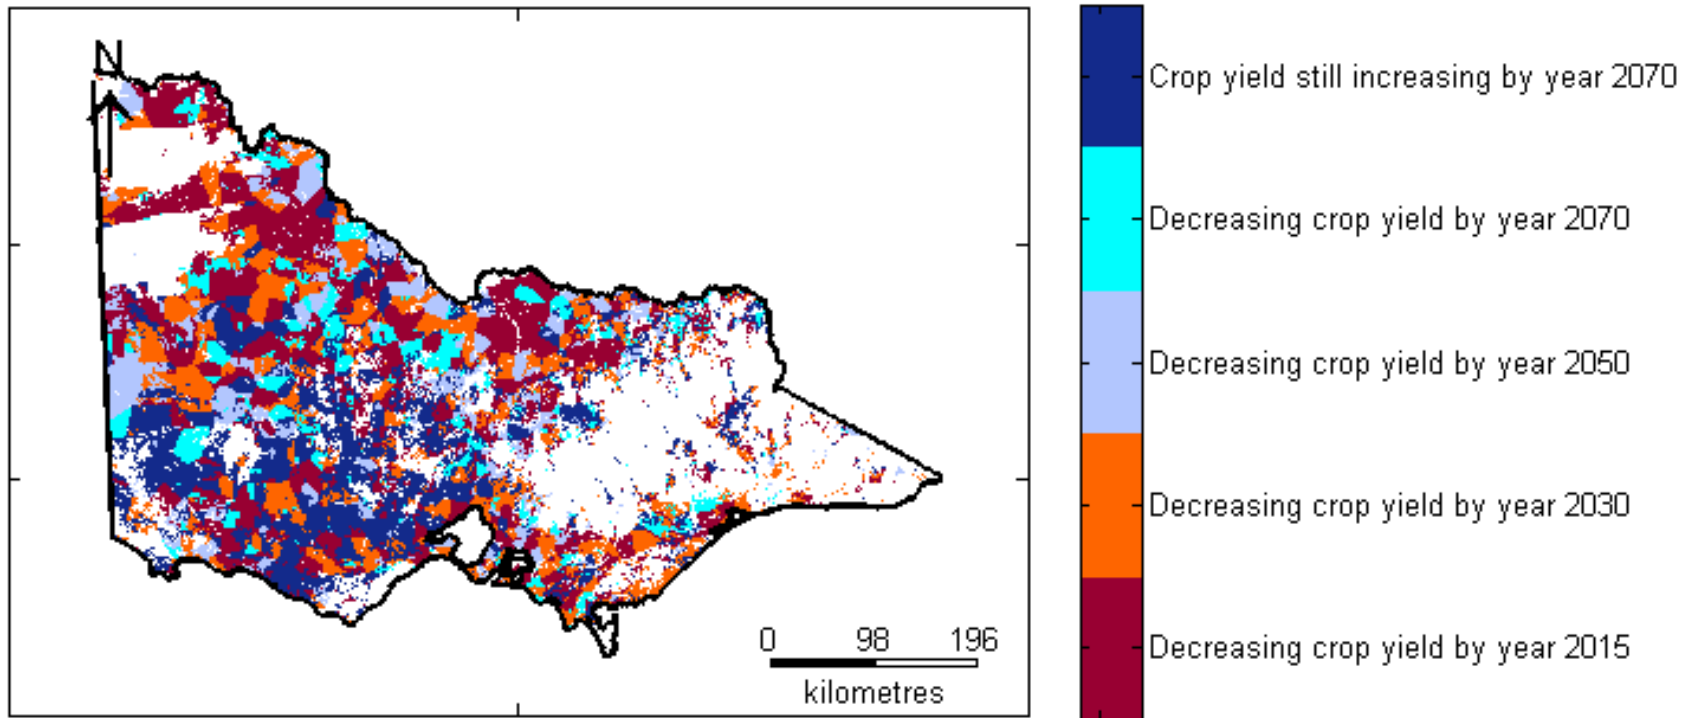 N
0 98 196
kilometres
Crop yield still increasing by year 2070
Decreasing crop yield by year 2070
Decreasing crop yield by year 2050
Decreasing crop yield by year 2030
Decreasing crop yield by year 2015